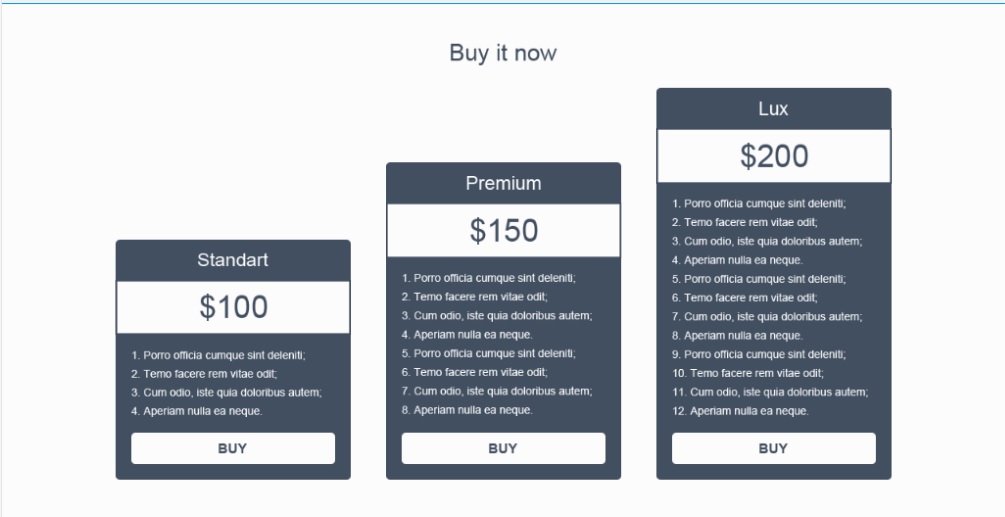 Buy it now
Standart
$100
1. Porro officia cumque sint deleniti;
2. Temo facere rem vitae odit;
3. Cum odio, iste quia doloribus autem;
4. Aperiam nulla ea neque.
BUY
Premium
$150
1. Porro officia cumque sint deleniti;
2. Temo facere rem vitae odit;
3. Cum odio, iste quia doloribus autem;
4. Aperiam nulla ea neque.
5. Porro officia cumque sint deleniti;
6. Temo facere rem vitae odit;
7. Cum odio, iste quia doloribus autem;
8. Aperiam nulla ea neque.
BUY
Lux
$200
1. Porro officia cumque sint deleniti;
2. Temo facere rem vitae odit;
3. Cum odio, iste quia doloribus autem;
4. Aperiam nulla ea neque.
5. Porro officia cumque sint deleniti;
6. Temo facere rem vitae odit;
7. Cum odio, iste quia doloribus autem;
8. Aperiam nulla ea neque.
9. Porro officia cumque sint deleniti;
10. Temo facere rem vitae odit;
11. Cum odio, iste quia doloribus autem;
12. Aperiam nulla ea neque.
BUY